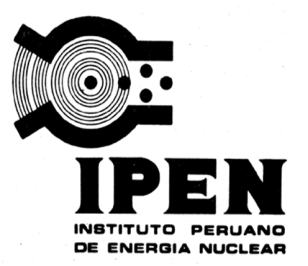 IPEN
INSTITUTO PERUANO
DE ENERGIA NUCLEAR